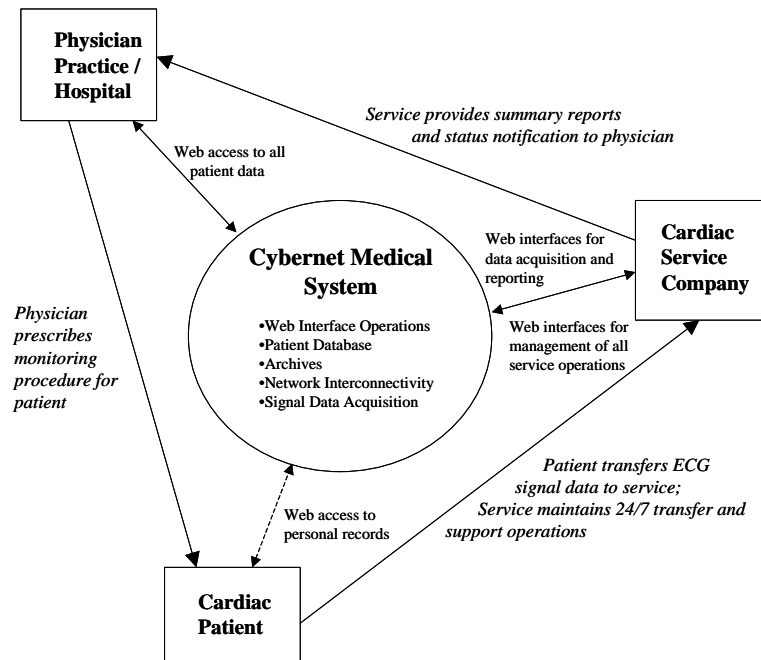 Physician
Practice /
Hospital
Service provides summary reports
and status notification to physician
Web access to all
patient data
Cardiac
Service
Company
Web interfaces for
data acquisition and
reporting
Cybernet Medical
System
•Web Interface Operations
•Patient Database
•Archives
•Network Interconnectivity
•Signal Data Acquisition
Web interfaces for
management of all
service operations
Physician
prescribes
monitoring
procedure for
patient
Patient transfers ECG
signal data to service;
Service maintains 24/7 transfer and
support operations
Web access to
personal records
Cardiac
Patient